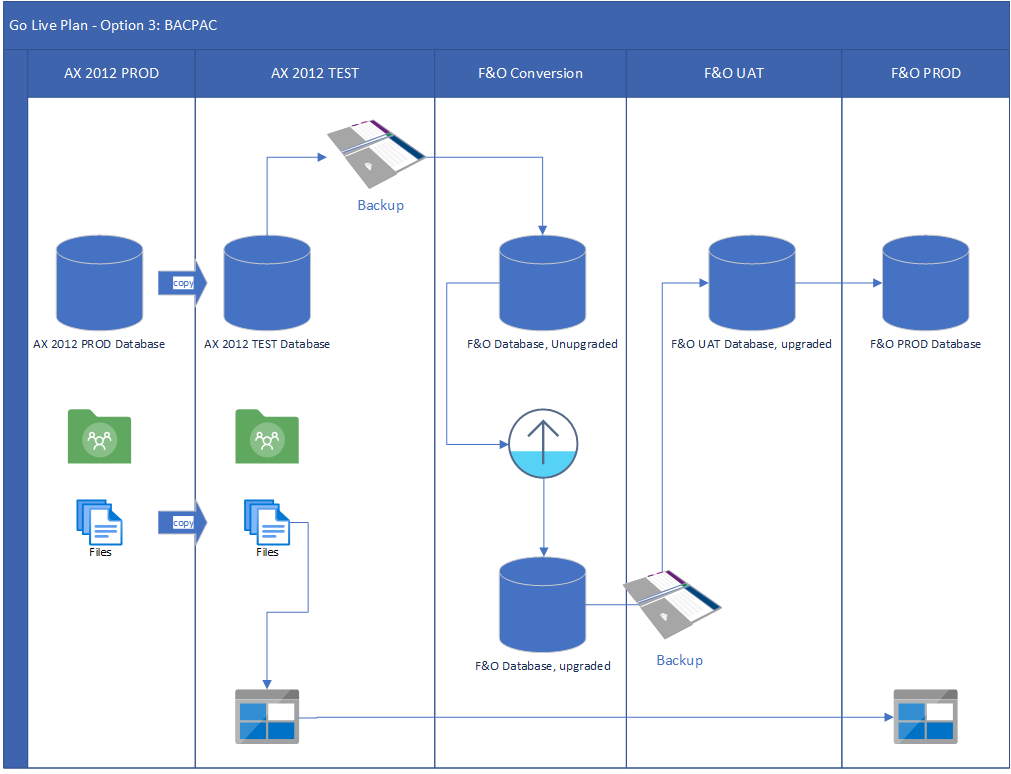 Go Live Plan - Option 3: BACPAC
AX 2012 PROD
AX 2012 TEST
F&O Conversion
F&O UAT
F&O PROD
Backup
copy
AX 2012 PROD Database
AX 2012 TEST Database
F&O Database, Unupgraded
F&O UAT Database, upgraded
F&O PROD Database
copy
Files
Files
F&O Database, upgraded
Backup